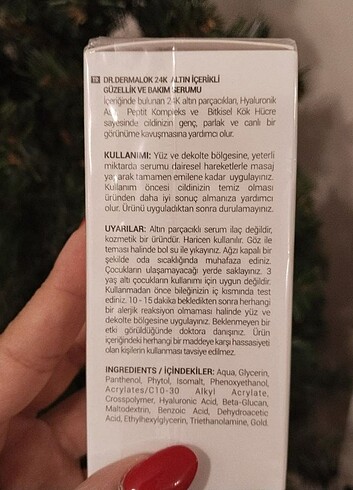 TR DR.DERMALOK 24K ALTIN İÇERİKLİ
GÜZELLİK VE BAKIM SERUMU
İçeriğinde bulunan 24K altın parçacıkları, Hyaluronik
Peptit Kompleks ve Bitkisel Kök Hücre
sayesinde cildinizin genç, parlak ve canlı bir
görünüme kavuşmasına yardımcı olur.
KULLANIMI: Yüz ve dekolte bölgesine, yeterli
miktarda serumu dairesel hareketlerle masaj
yaparak tamamen emilene kadar uygulayınız.
Kullanım öncesi cildinizin temiz olması
üründen daha iyi sonuç almanıza yardımcı
olur. Ürünü uyguladıktan sonra durulamayınız.
UYARILAR: Altın parçacıklı serum ilaç değildir,
kozmetik bir üründür. Haricen kullanılır. Göz ile
teması halinde bol su ile yıkayınız. Ağzı kapalı bir
şekilde oda sıcaklığında muhafaza ediniz.
Çocukların ulaşamayacağı yerde saklayınız. 3
yaş altı çocukların kullanımı için uygun değildir.
Kullanmadan önce bileğinizin iç kısmında test
ediniz. 10 - 15 dakika bekledikten sonra herhangi
bir alerjik reaksiyon olmaması halinde yüz ve
dekolte bölgesine uygulayınız. Beklenmeyen bir
etki görüldüğünde doktora danışınız. Ürün
içeriğindeki herhangi bir maddeye karşı hassasiyeti
olan kişilerin kullanması tavsiye edilmez.
INGREDIENTS / İÇİNDEKİLER: Aqua, Glycerin,
Panthenol, Phytol, Isomalt, Phenoxyethanol,
Acrylates/C10-30 Alkyl Acrylate,
Crosspolymer, Hyaluronic Acid, Beta-Glucan,
Maltodextrin, Benzoic Acid, Dehydroacetic
Acid, Ethylhexylglycerin, Triethanolamine, Gold.